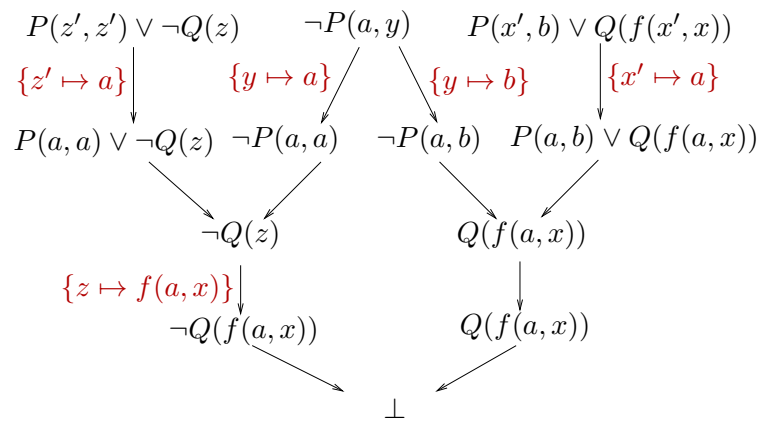 P(z′, z′) ∨ ¬Q(z) ¬P(a, y) P(x′, b) ∨ Q(f(x′, x))
{z′ ↦ a} {y ↦ a} {y ↦ b} {x′ ↦ a}
P(a, a) ∨ ¬Q(z) ¬P(a, a) ¬P(a, b) P(a, b) ∨ Q(f(a, x))
¬Q(z) Q(f(a, x))
{z ↦ f(a, x)}
¬Q(f(a, x)) Q(f(a, x))
⊥